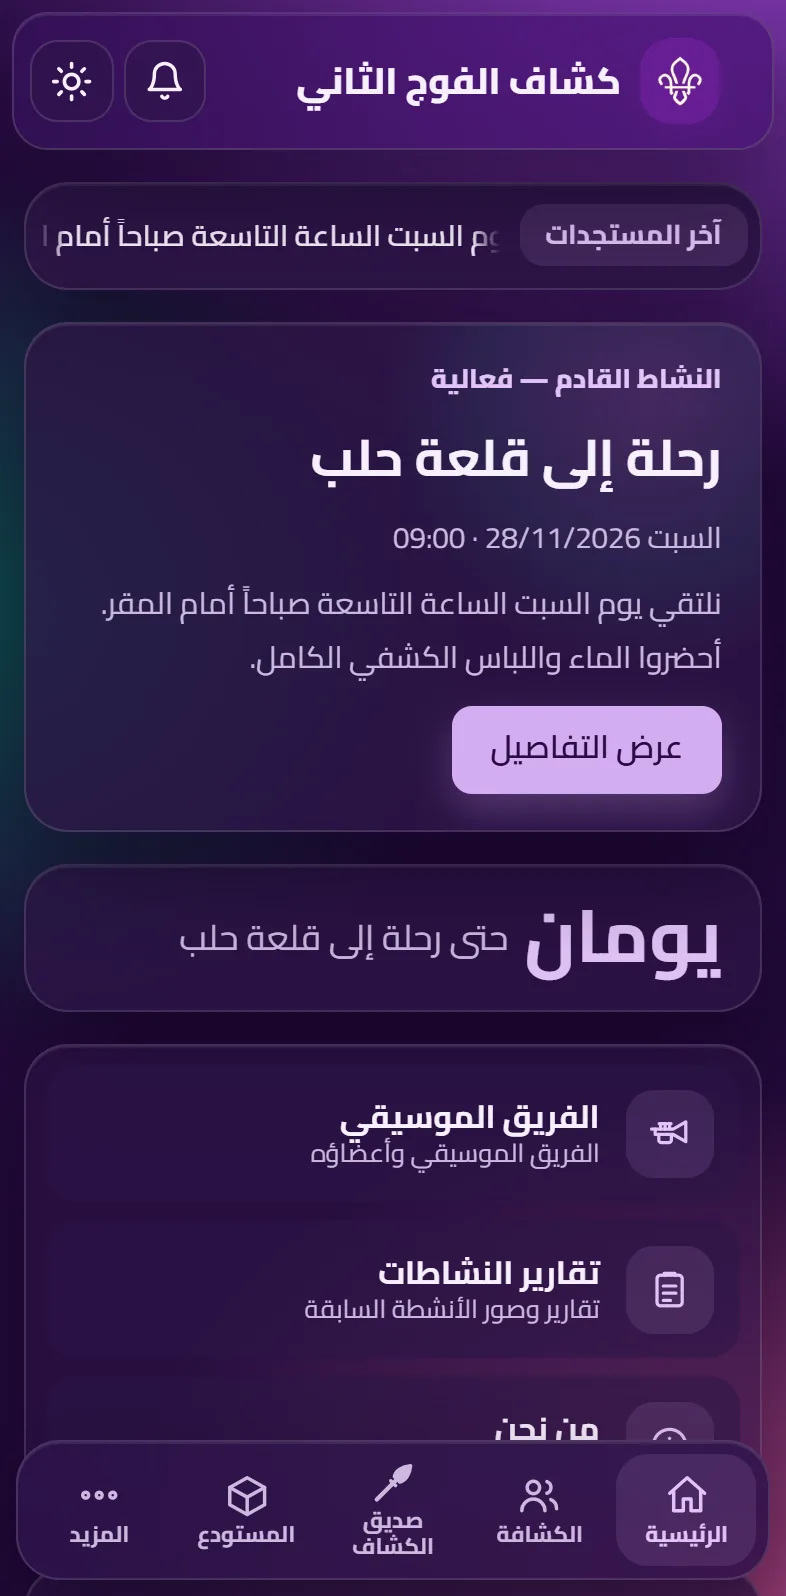 كشاف الفوج الثاني
آخر المستجدات
السبت الساعة التاسعة صباحاً أمام
النشاط القادم — فعالية
رحلة إلى قلعة حلب
السبت 28/11/2026 · 09:00
نلتقي يوم السبت الساعة التاسعة صباحاً أمام المقر.
أحضروا الماء واللباس الكشفي الكامل.
عرض التفاصيل
يومان حتى رحلة إلى قلعة حلب
الفريق الموسيقي
الفريق الموسيقي وأعضاؤه
تقارير النشاطات
تقارير وصور الأنشطة السابقة
من نحن
الرئيسية
الكشافة
صديق
الكشاف
المستودع
المزيد